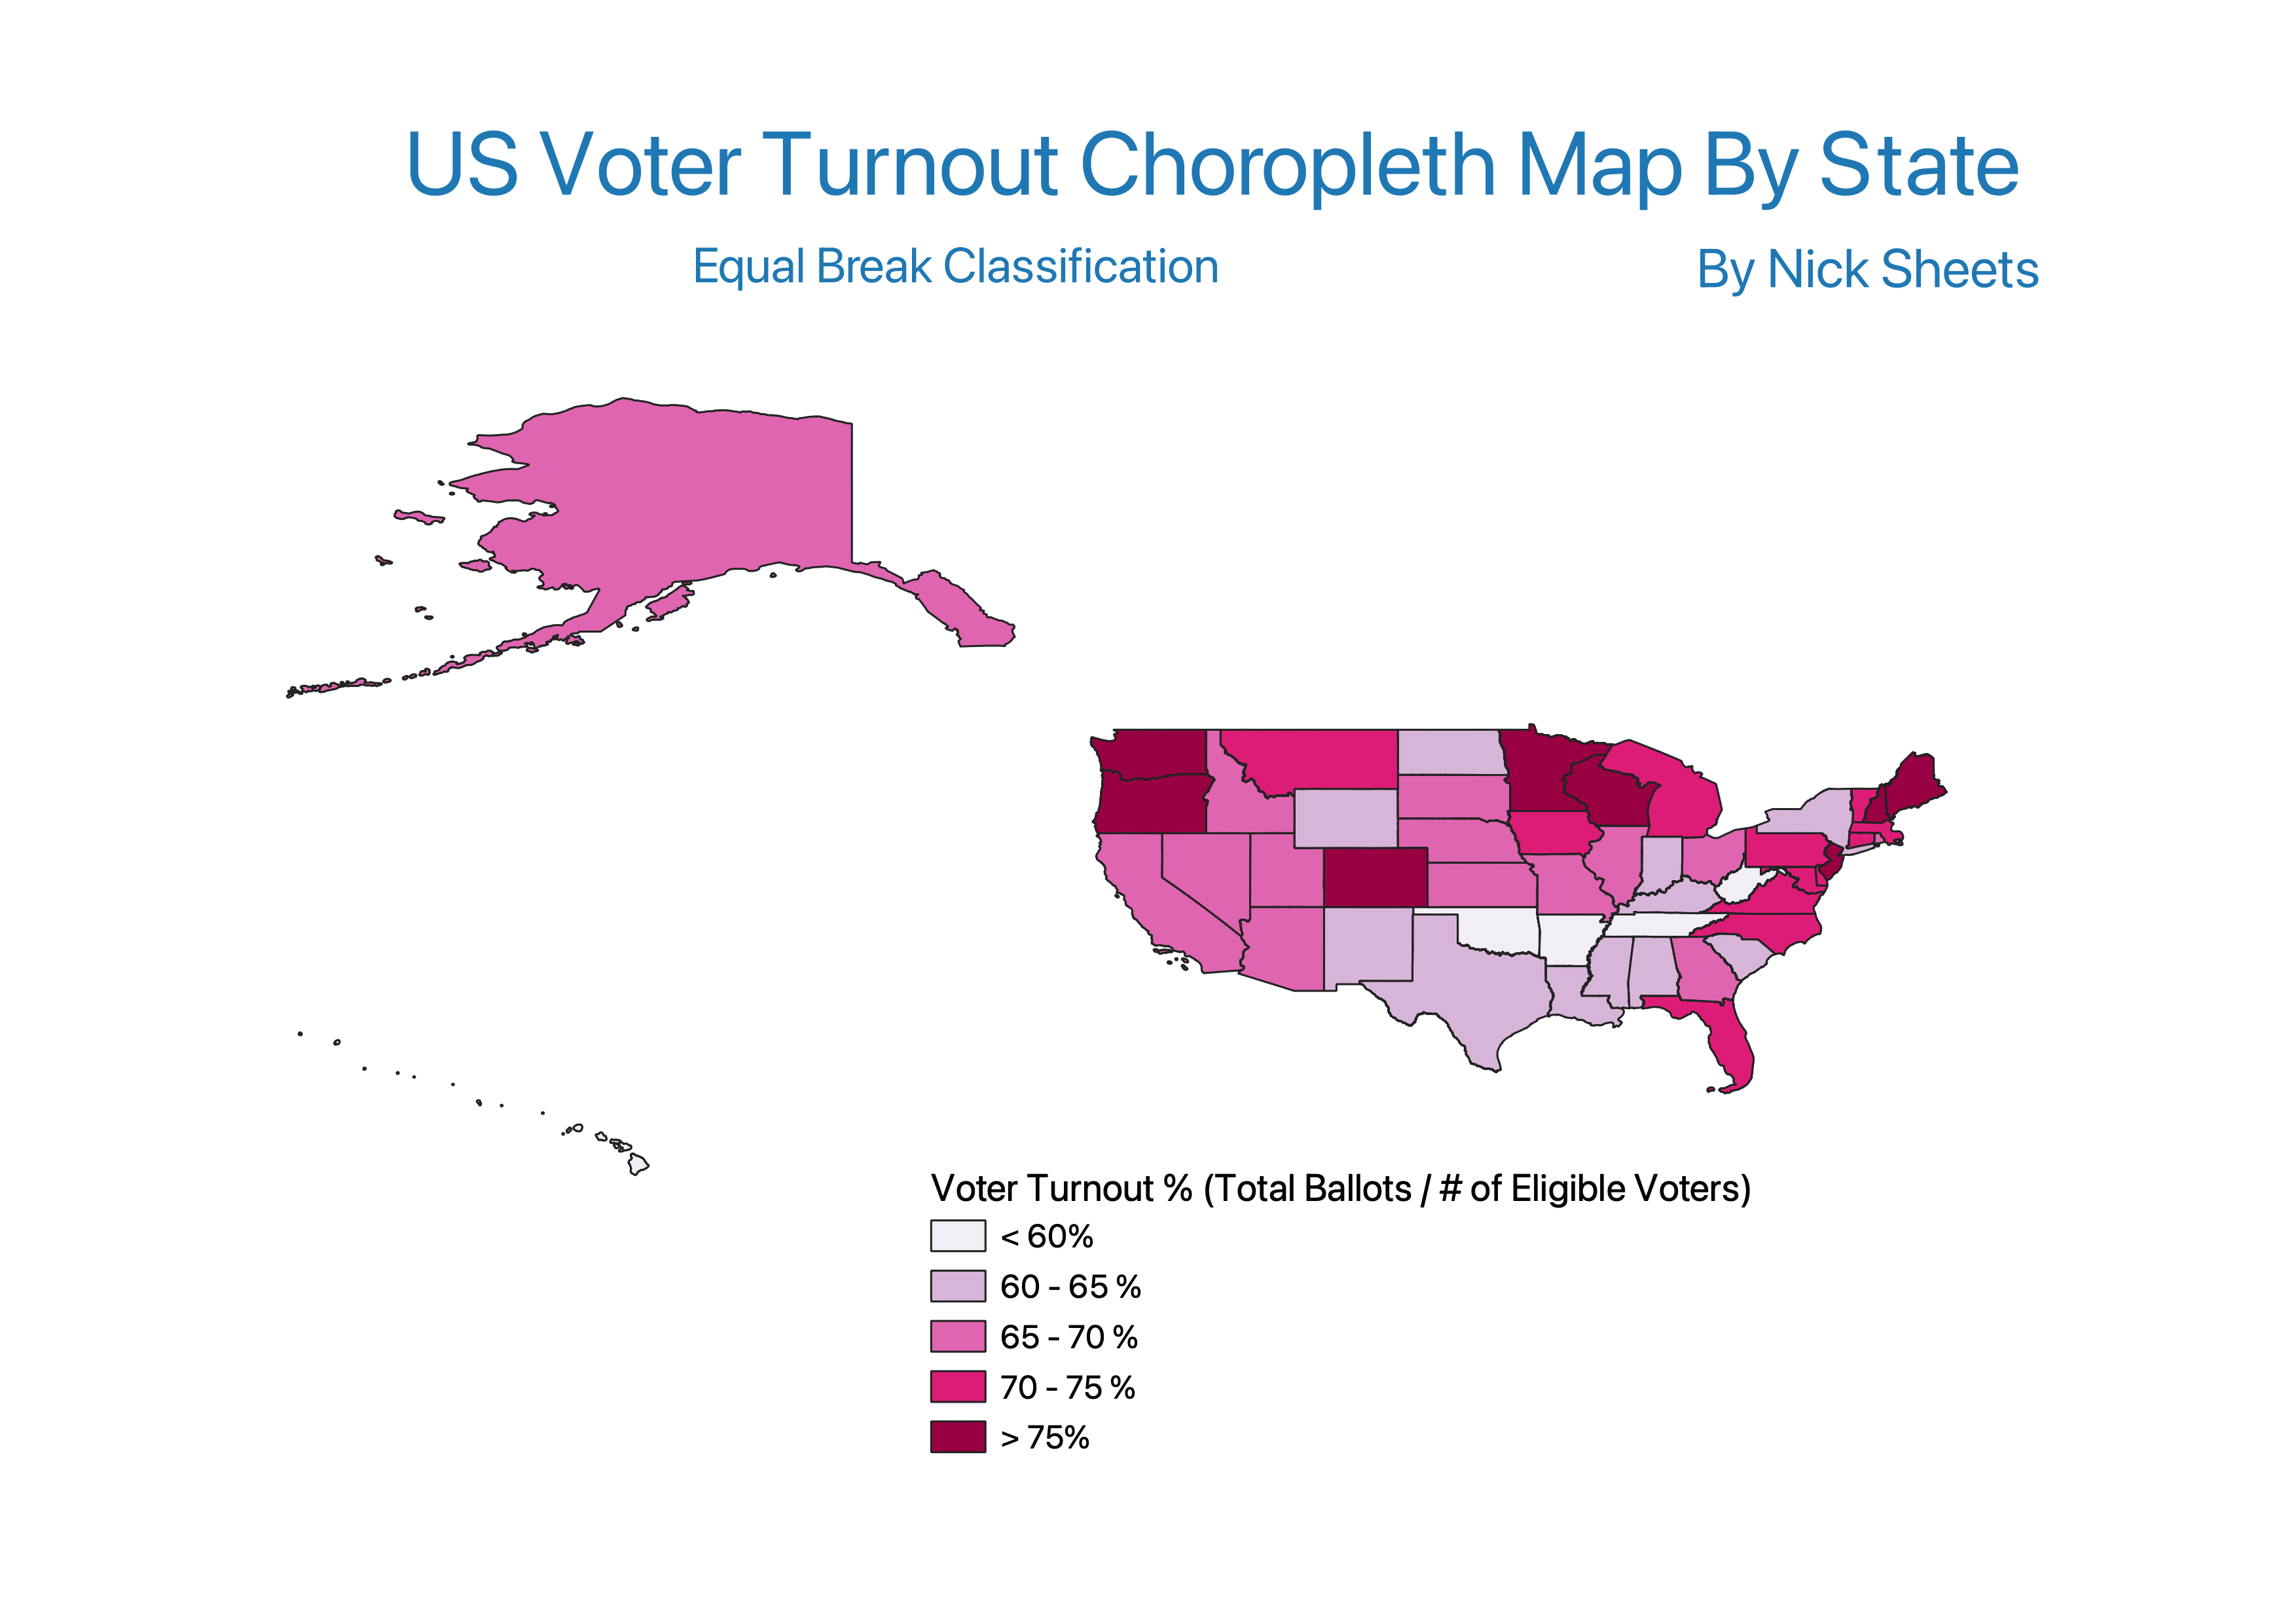 US Voter Turnout Choropleth Map By State
Equal Break Classification
By Nick Sheets
Voter Turnout % (Total Ballots / # of Eligible Voters)
< 60%
60 - 65 %
65 - 70 %
70 - 75 %
> 75%